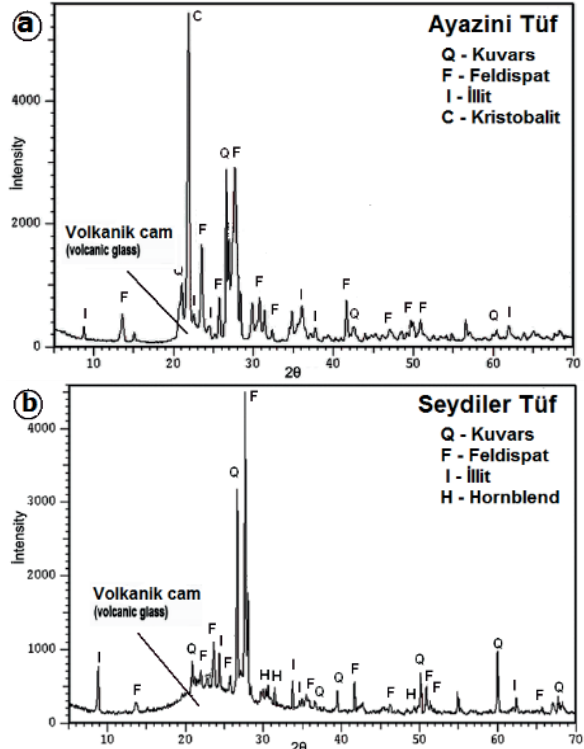 a
Ayazini Tüf
Q - Kuvars
F - Feldispat
I - İllit
C - Kristobalit
C
Q
F
Volkanik cam
(volcanic glass)
I
F
Q
I
F
I
F
F
F
I
I
F
Q
F
F
F
Q
I
Intensity
4000
2000
0
10
20
30
40
50
60
70
2θ
b
Seydiler Tüf
Q - Kuvars
F - Feldispat
I - İllit
H - Hornblend
F
Q
Volkanik cam
(volcanic glass)
I
F
Q
F
F
I
F
H
H
I
I
F
Q
Q
F
F
H
Q
F
F
Q
I
F
Q
Intensity
4000
3000
2000
1000
0
10
20
30
40
50
60
70
2θ